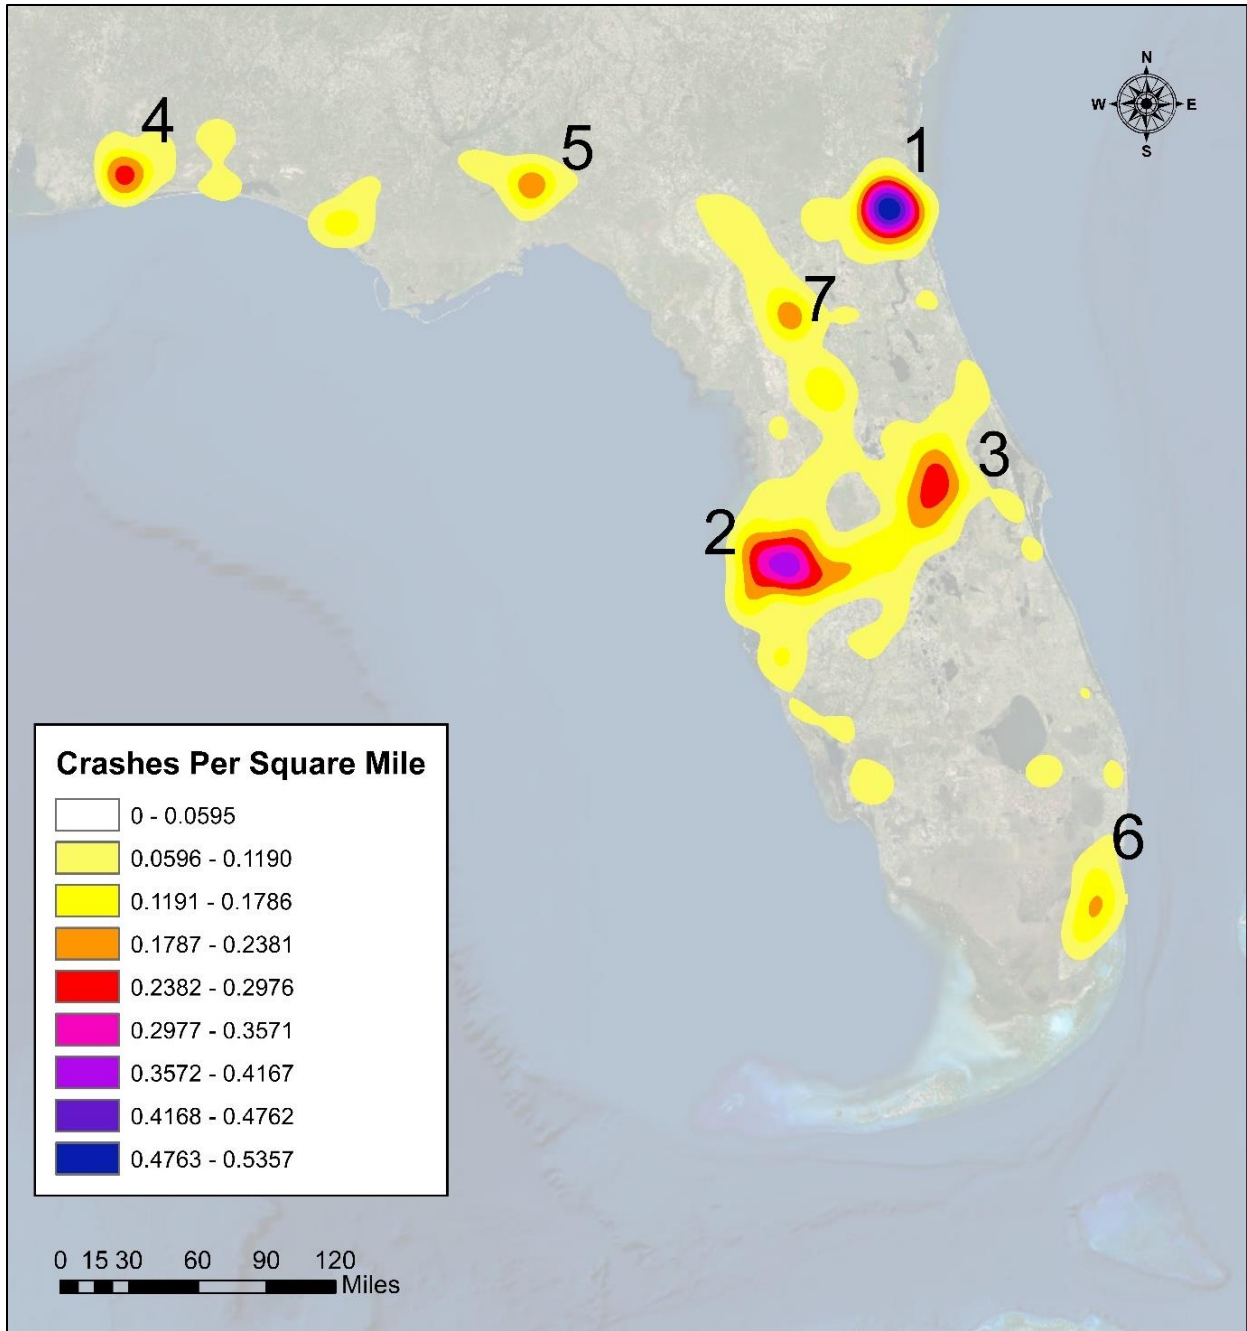 N
W E
S
4
5
1
7
3
2
6
Crashes Per Square Mile
0 - 0.0595
0.0596 - 0.1190
0.1191 - 0.1786
0.1787 - 0.2381
0.2382 - 0.2976
0.2977 - 0.3571
0.3572 - 0.4167
0.4168 - 0.4762
0.4763 - 0.5357
0 15 30 60 90 120
Miles